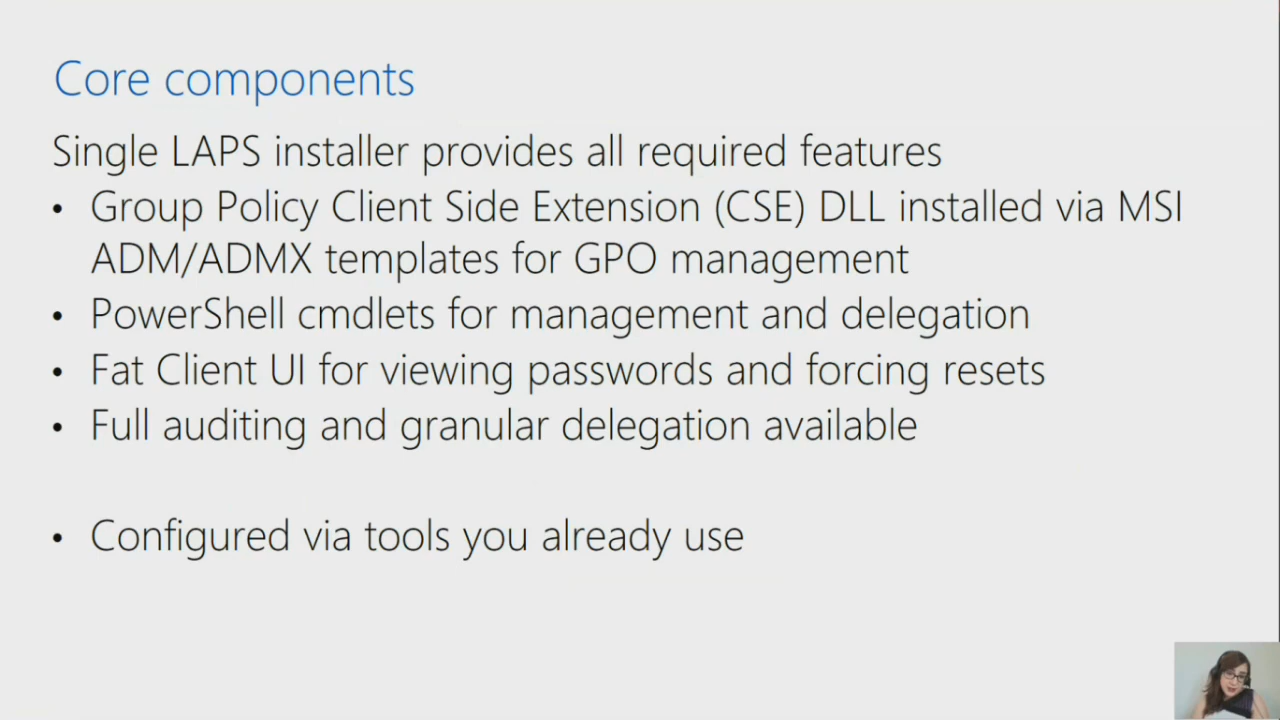 Core components
Single LAPS installer provides all required features
• Group Policy Client Side Extension (CSE) DLL installed via MSI
ADM/ADMX templates for GPO management
• PowerShell cmdlets for management and delegation
• Fat Client UI for viewing passwords and forcing resets
• Full auditing and granular delegation available
• Configured via tools you already use